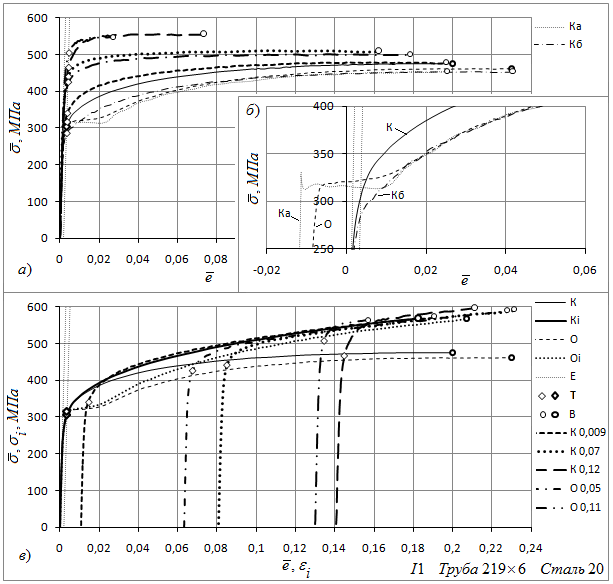 600
500
400
300
200
100
0
σ, МПа
0
0,02
0,04
0,06
0,08
e
а)
Ка
Кб
б)
400
350
300
250
σ, МПа
К
Ка
О
Кб
-0,02
0
0,02
0,04
0,06
e
600
500
400
300
200
100
0
σ, σi, МПа
0
0,02
0,04
0,06
0,08
0,1
0,12
0,14
0,16
0,18
0,2
0,22
0,24
e, εi
в)
К
Кi
О
Оi
Е
Т
В
К 0,009
К 0,07
К 0,12
О 0,05
О 0,11
I1 Труба 219×6 Сталь 20